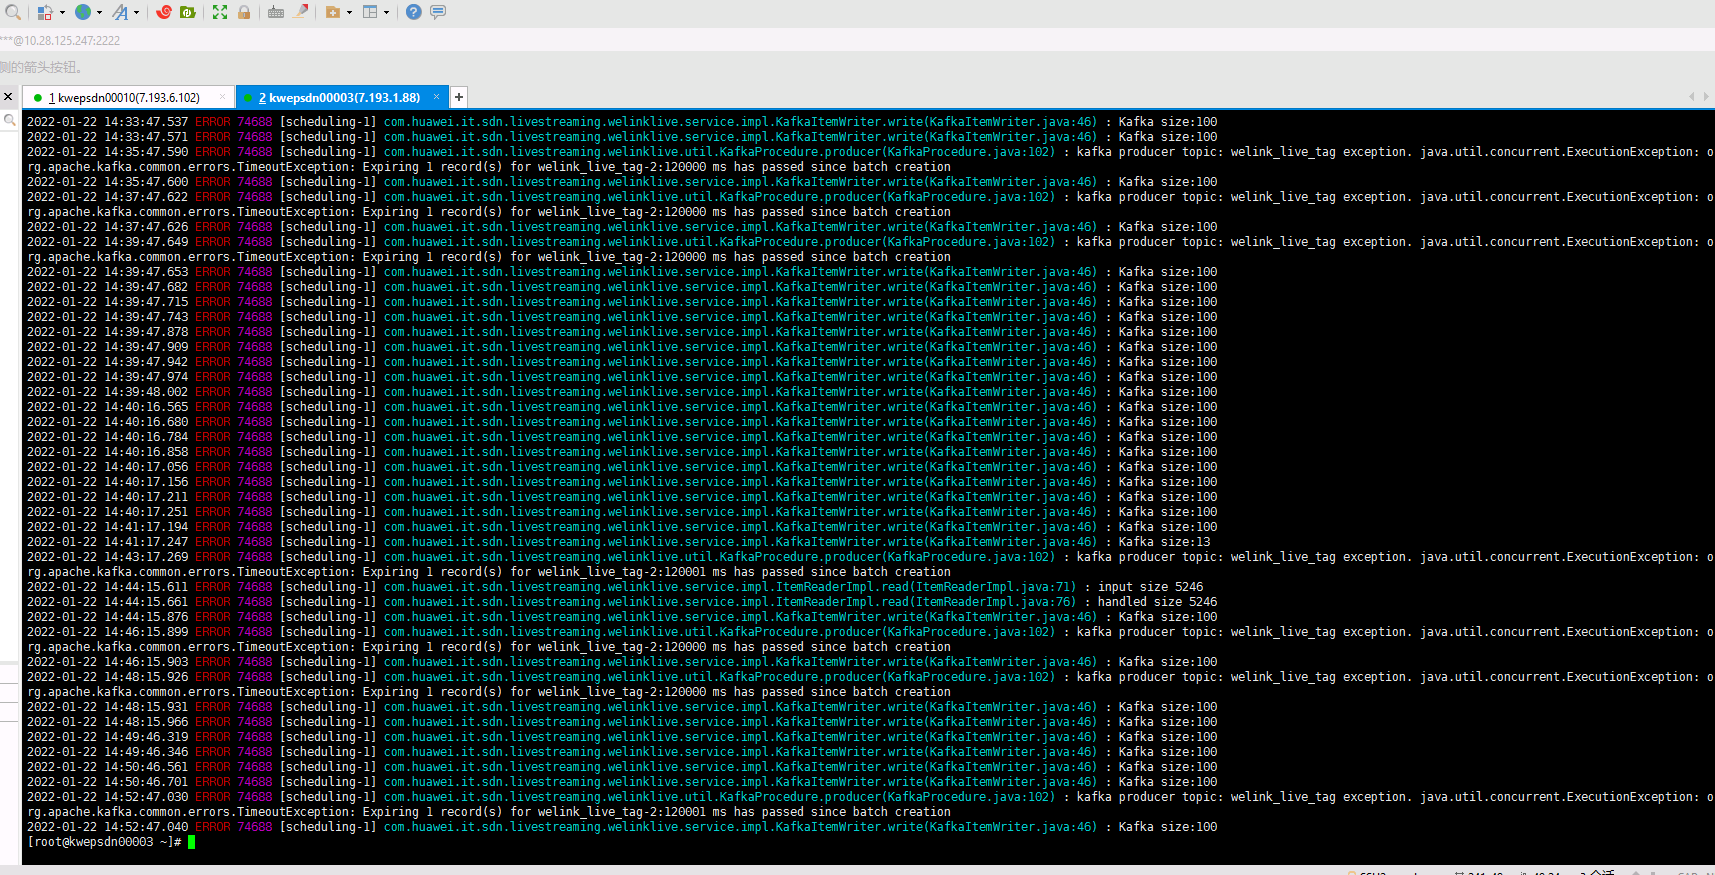 ***@10.28.125.247:2222
侧的箭头按钮。
1 kwepsdn00010(7.193.6.102)
2 kwepsdn00003(7.193.1.88)
2022-01-22 14:33:47.537 ERROR 74688 [scheduling-1] com.huawei.it.sdn.livestreaming.welinklive.service.impl.KafkaItemWriter.write(KafkaItemWriter.java:46) : Kafka size:100
2022-01-22 14:33:47.571 ERROR 74688 [scheduling-1] com.huawei.it.sdn.livestreaming.welinklive.service.impl.KafkaItemWriter.write(KafkaItemWriter.java:46) : Kafka size:100
2022-01-22 14:35:47.590 ERROR 74688 [scheduling-1] com.huawei.it.sdn.livestreaming.welinklive.util.KafkaProcedure.producer(KafkaProcedure.java:102) : kafka producer topic: welink_live_tag exception. java.util.concurrent.ExecutionException: o
rg.apache.kafka.common.errors.TimeoutException: Expiring 1 record(s) for welink_live_tag-2:120000 ms has passed since batch creation
2022-01-22 14:35:47.600 ERROR 74688 [scheduling-1] com.huawei.it.sdn.livestreaming.welinklive.service.impl.KafkaItemWriter.write(KafkaItemWriter.java:46) : Kafka size:100
2022-01-22 14:37:47.622 ERROR 74688 [scheduling-1] com.huawei.it.sdn.livestreaming.welinklive.util.KafkaProcedure.producer(KafkaProcedure.java:102) : kafka producer topic: welink_live_tag exception. java.util.concurrent.ExecutionException: o
rg.apache.kafka.common.errors.TimeoutException: Expiring 1 record(s) for welink_live_tag-2:120000 ms has passed since batch creation
2022-01-22 14:37:47.626 ERROR 74688 [scheduling-1] com.huawei.it.sdn.livestreaming.welinklive.service.impl.KafkaItemWriter.write(KafkaItemWriter.java:46) : Kafka size:100
2022-01-22 14:39:47.649 ERROR 74688 [scheduling-1] com.huawei.it.sdn.livestreaming.welinklive.util.KafkaProcedure.producer(KafkaProcedure.java:102) : kafka producer topic: welink_live_tag exception. java.util.concurrent.ExecutionException: o
rg.apache.kafka.common.errors.TimeoutException: Expiring 1 record(s) for welink_live_tag-2:120000 ms has passed since batch creation
2022-01-22 14:39:47.653 ERROR 74688 [scheduling-1] com.huawei.it.sdn.livestreaming.welinklive.service.impl.KafkaItemWriter.write(KafkaItemWriter.java:46) : Kafka size:100
2022-01-22 14:39:47.682 ERROR 74688 [scheduling-1] com.huawei.it.sdn.livestreaming.welinklive.service.impl.KafkaItemWriter.write(KafkaItemWriter.java:46) : Kafka size:100
2022-01-22 14:39:47.715 ERROR 74688 [scheduling-1] com.huawei.it.sdn.livestreaming.welinklive.service.impl.KafkaItemWriter.write(KafkaItemWriter.java:46) : Kafka size:100
2022-01-22 14:39:47.743 ERROR 74688 [scheduling-1] com.huawei.it.sdn.livestreaming.welinklive.service.impl.KafkaItemWriter.write(KafkaItemWriter.java:46) : Kafka size:100
2022-01-22 14:39:47.878 ERROR 74688 [scheduling-1] com.huawei.it.sdn.livestreaming.welinklive.service.impl.KafkaItemWriter.write(KafkaItemWriter.java:46) : Kafka size:100
2022-01-22 14:39:47.909 ERROR 74688 [scheduling-1] com.huawei.it.sdn.livestreaming.welinklive.service.impl.KafkaItemWriter.write(KafkaItemWriter.java:46) : Kafka size:100
2022-01-22 14:39:47.942 ERROR 74688 [scheduling-1] com.huawei.it.sdn.livestreaming.welinklive.service.impl.KafkaItemWriter.write(KafkaItemWriter.java:46) : Kafka size:100
2022-01-22 14:39:47.974 ERROR 74688 [scheduling-1] com.huawei.it.sdn.livestreaming.welinklive.service.impl.KafkaItemWriter.write(KafkaItemWriter.java:46) : Kafka size:100
2022-01-22 14:39:48.002 ERROR 74688 [scheduling-1] com.huawei.it.sdn.livestreaming.welinklive.service.impl.KafkaItemWriter.write(KafkaItemWriter.java:46) : Kafka size:100
2022-01-22 14:40:16.565 ERROR 74688 [scheduling-1] com.huawei.it.sdn.livestreaming.welinklive.service.impl.KafkaItemWriter.write(KafkaItemWriter.java:46) : Kafka size:100
2022-01-22 14:40:16.680 ERROR 74688 [scheduling-1] com.huawei.it.sdn.livestreaming.welinklive.service.impl.KafkaItemWriter.write(KafkaItemWriter.java:46) : Kafka size:100
2022-01-22 14:40:16.784 ERROR 74688 [scheduling-1] com.huawei.it.sdn.livestreaming.welinklive.service.impl.KafkaItemWriter.write(KafkaItemWriter.java:46) : Kafka size:100
2022-01-22 14:40:16.858 ERROR 74688 [scheduling-1] com.huawei.it.sdn.livestreaming.welinklive.service.impl.KafkaItemWriter.write(KafkaItemWriter.java:46) : Kafka size:100
2022-01-22 14:40:17.056 ERROR 74688 [scheduling-1] com.huawei.it.sdn.livestreaming.welinklive.service.impl.KafkaItemWriter.write(KafkaItemWriter.java:46) : Kafka size:100
2022-01-22 14:40:17.156 ERROR 74688 [scheduling-1] com.huawei.it.sdn.livestreaming.welinklive.service.impl.KafkaItemWriter.write(KafkaItemWriter.java:46) : Kafka size:100
2022-01-22 14:40:17.211 ERROR 74688 [scheduling-1] com.huawei.it.sdn.livestreaming.welinklive.service.impl.KafkaItemWriter.write(KafkaItemWriter.java:46) : Kafka size:100
2022-01-22 14:40:17.251 ERROR 74688 [scheduling-1] com.huawei.it.sdn.livestreaming.welinklive.service.impl.KafkaItemWriter.write(KafkaItemWriter.java:46) : Kafka size:100
2022-01-22 14:41:17.194 ERROR 74688 [scheduling-1] com.huawei.it.sdn.livestreaming.welinklive.service.impl.KafkaItemWriter.write(KafkaItemWriter.java:46) : Kafka size:100
2022-01-22 14:41:17.247 ERROR 74688 [scheduling-1] com.huawei.it.sdn.livestreaming.welinklive.service.impl.KafkaItemWriter.write(KafkaItemWriter.java:46) : Kafka size:13
2022-01-22 14:43:17.269 ERROR 74688 [scheduling-1] com.huawei.it.sdn.livestreaming.welinklive.util.KafkaProcedure.producer(KafkaProcedure.java:102) : kafka producer topic: welink_live_tag exception. java.util.concurrent.ExecutionException: o
rg.apache.kafka.common.errors.TimeoutException: Expiring 1 record(s) for welink_live_tag-2:120001 ms has passed since batch creation
2022-01-22 14:44:15.611 ERROR 74688 [scheduling-1] com.huawei.it.sdn.livestreaming.welinklive.service.impl.ItemReaderImpl.read(ItemReaderImpl.java:71) : input size 5246
2022-01-22 14:44:15.661 ERROR 74688 [scheduling-1] com.huawei.it.sdn.livestreaming.welinklive.service.impl.ItemReaderImpl.read(ItemReaderImpl.java:76) : handled size 5246
2022-01-22 14:44:15.876 ERROR 74688 [scheduling-1] com.huawei.it.sdn.livestreaming.welinklive.service.impl.KafkaItemWriter.write(KafkaItemWriter.java:46) : Kafka size:100
2022-01-22 14:46:15.899 ERROR 74688 [scheduling-1] com.huawei.it.sdn.livestreaming.welinklive.util.KafkaProcedure.producer(KafkaProcedure.java:102) : kafka producer topic: welink_live_tag exception. java.util.concurrent.ExecutionException: o
rg.apache.kafka.common.errors.TimeoutException: Expiring 1 record(s) for welink_live_tag-2:120000 ms has passed since batch creation
2022-01-22 14:46:15.903 ERROR 74688 [scheduling-1] com.huawei.it.sdn.livestreaming.welinklive.service.impl.KafkaItemWriter.write(KafkaItemWriter.java:46) : Kafka size:100
2022-01-22 14:48:15.926 ERROR 74688 [scheduling-1] com.huawei.it.sdn.livestreaming.welinklive.util.KafkaProcedure.producer(KafkaProcedure.java:102) : kafka producer topic: welink_live_tag exception. java.util.concurrent.ExecutionException: o
rg.apache.kafka.common.errors.TimeoutException: Expiring 1 record(s) for welink_live_tag-2:120000 ms has passed since batch creation
2022-01-22 14:48:15.931 ERROR 74688 [scheduling-1] com.huawei.it.sdn.livestreaming.welinklive.service.impl.KafkaItemWriter.write(KafkaItemWriter.java:46) : Kafka size:100
2022-01-22 14:48:15.966 ERROR 74688 [scheduling-1] com.huawei.it.sdn.livestreaming.welinklive.service.impl.KafkaItemWriter.write(KafkaItemWriter.java:46) : Kafka size:100
2022-01-22 14:49:46.319 ERROR 74688 [scheduling-1] com.huawei.it.sdn.livestreaming.welinklive.service.impl.KafkaItemWriter.write(KafkaItemWriter.java:46) : Kafka size:100
2022-01-22 14:49:46.346 ERROR 74688 [scheduling-1] com.huawei.it.sdn.livestreaming.welinklive.service.impl.KafkaItemWriter.write(KafkaItemWriter.java:46) : Kafka size:100
2022-01-22 14:50:46.561 ERROR 74688 [scheduling-1] com.huawei.it.sdn.livestreaming.welinklive.service.impl.KafkaItemWriter.write(KafkaItemWriter.java:46) : Kafka size:100
2022-01-22 14:50:46.701 ERROR 74688 [scheduling-1] com.huawei.it.sdn.livestreaming.welinklive.service.impl.KafkaItemWriter.write(KafkaItemWriter.java:46) : Kafka size:100
2022-01-22 14:52:47.030 ERROR 74688 [scheduling-1] com.huawei.it.sdn.livestreaming.welinklive.util.KafkaProcedure.producer(KafkaProcedure.java:102) : kafka producer topic: welink_live_tag exception. java.util.concurrent.ExecutionException: o
rg.apache.kafka.common.errors.TimeoutException: Expiring 1 record(s) for welink_live_tag-2:120001 ms has passed since batch creation
2022-01-22 14:52:47.040 ERROR 74688 [scheduling-1] com.huawei.it.sdn.livestreaming.welinklive.service.impl.KafkaItemWriter.write(KafkaItemWriter.java:46) : Kafka size:100
[root@kwepsdn00003 ~]#